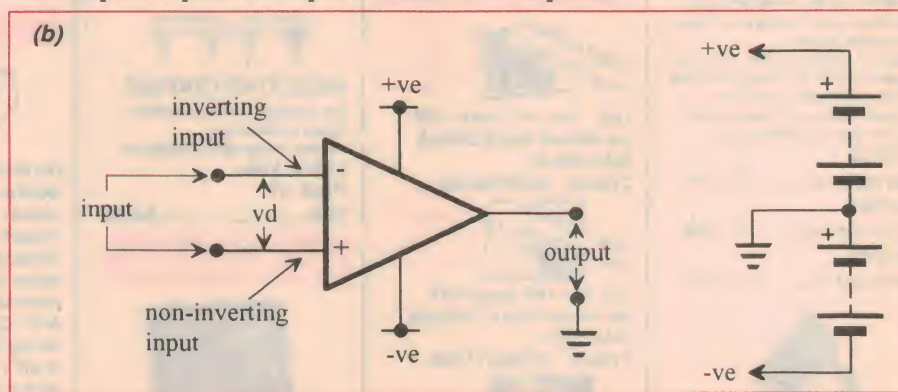 (b)
inverting
input
+ve
input
vd
-
+
output
non-inverting
input
-ve
+ve
+
+
-ve